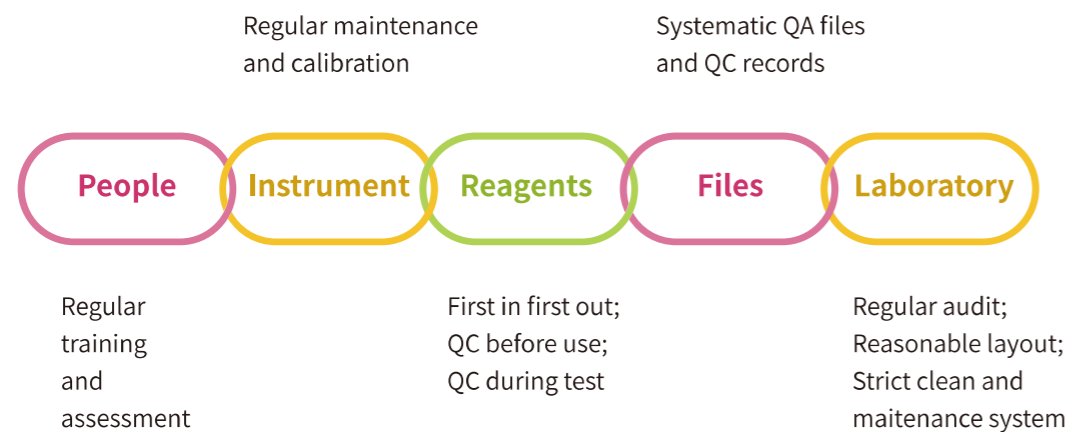 Regular maintenance
and calibration
Systematic QA files
and QC records
People
Instrument
Reagents
Files
Laboratory
Regular
training
and
assessment
First in first out;
QC before use;
QC during test
Regular audit;
Reasonable layout;
Strict clean and
maitenance system